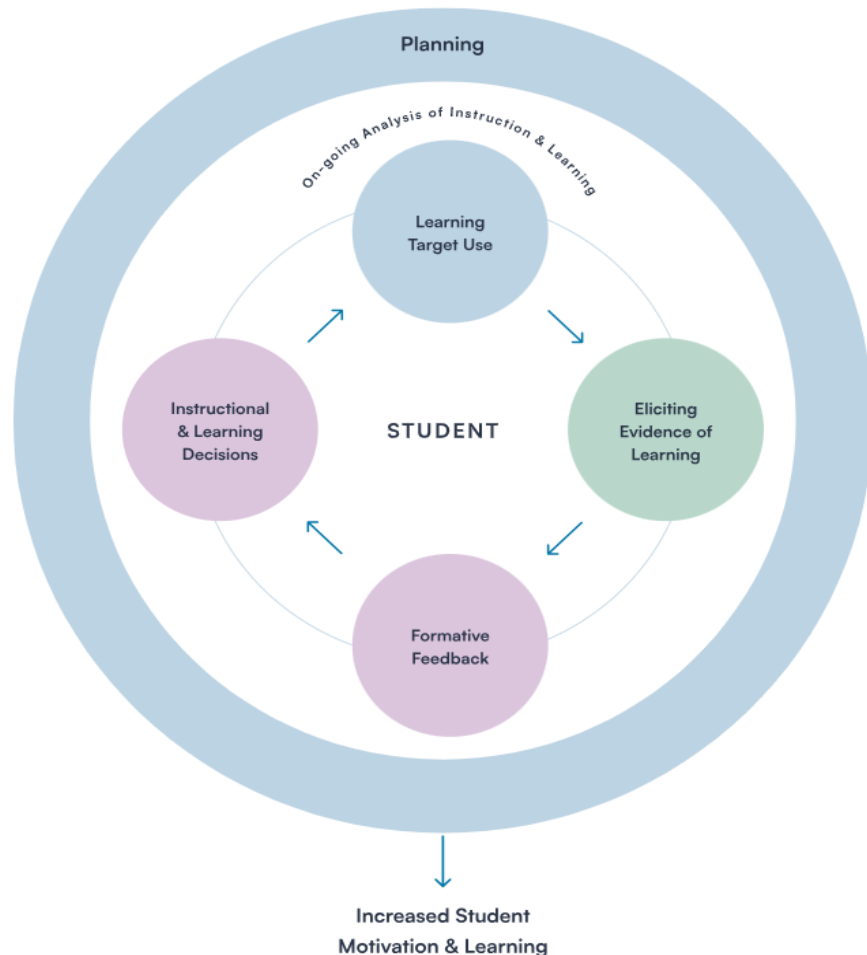 Planning
On-going Analysis of Instruction & Learning
Learning
Target Use
Instructional
& Learning
Decisions
STUDENT
Eliciting
Evidence of
Learning
Formative
Feedback
Increased Student
Motivation & Learning